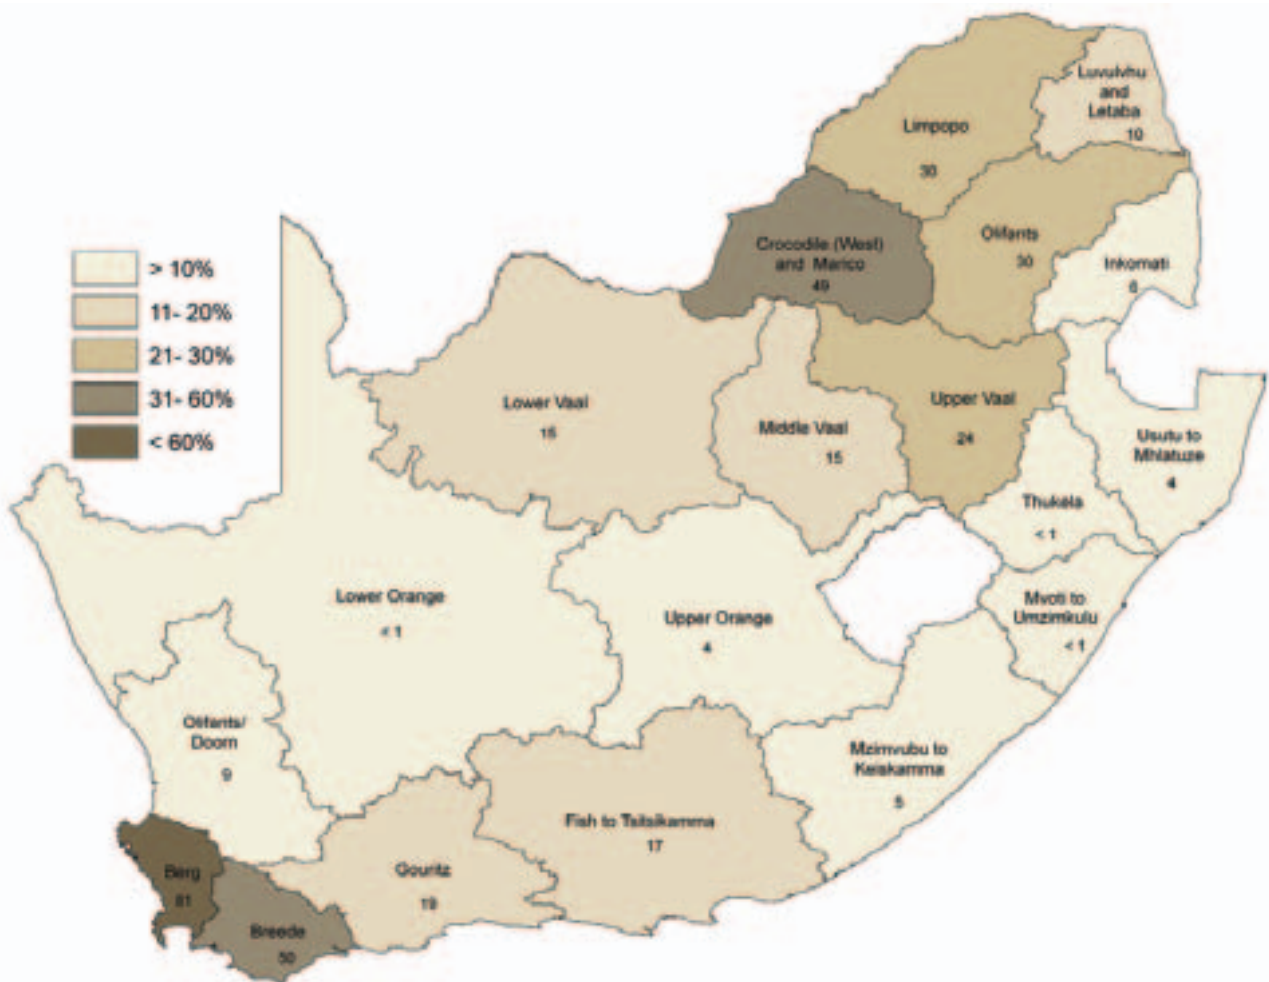 Luvulvhu
and
Letaba
10
Limpopo
30
Olifants
30
Crocodile (West)
and Marico
49
Inkomati
6
> 10%
11- 20%
21- 30%
31- 60%
< 60%
Lower Vaal
Middle Vaal
15
Upper Vaal
24
Usutu to
Mhlatuze
4
Thukela
< 1
Lower Orange
< 1
Upper Orange
4
Mvoti to
Umzimkulu
< 1
Olifants/
Doorn
9
Mzimvubu to
Keiskamma
5
Fish to Tsitsikamma
17
Gouritz
19
Berg
Breede
50